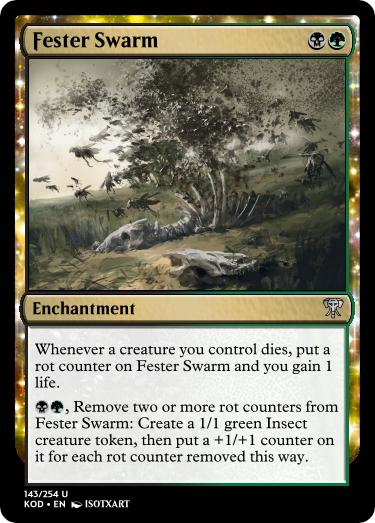 Fester Swarm
Enchantment
Whenever a creature you control dies, put a
rot counter on Fester Swarm and you gain 1
life.
, Remove two or more rot counters from
Fester Swarm: Create a 1/1 green Insect
creature token, then put a +1/+1 counter on
it for each rot counter removed this way.
143/254 U
KOD • EN ISOTXART